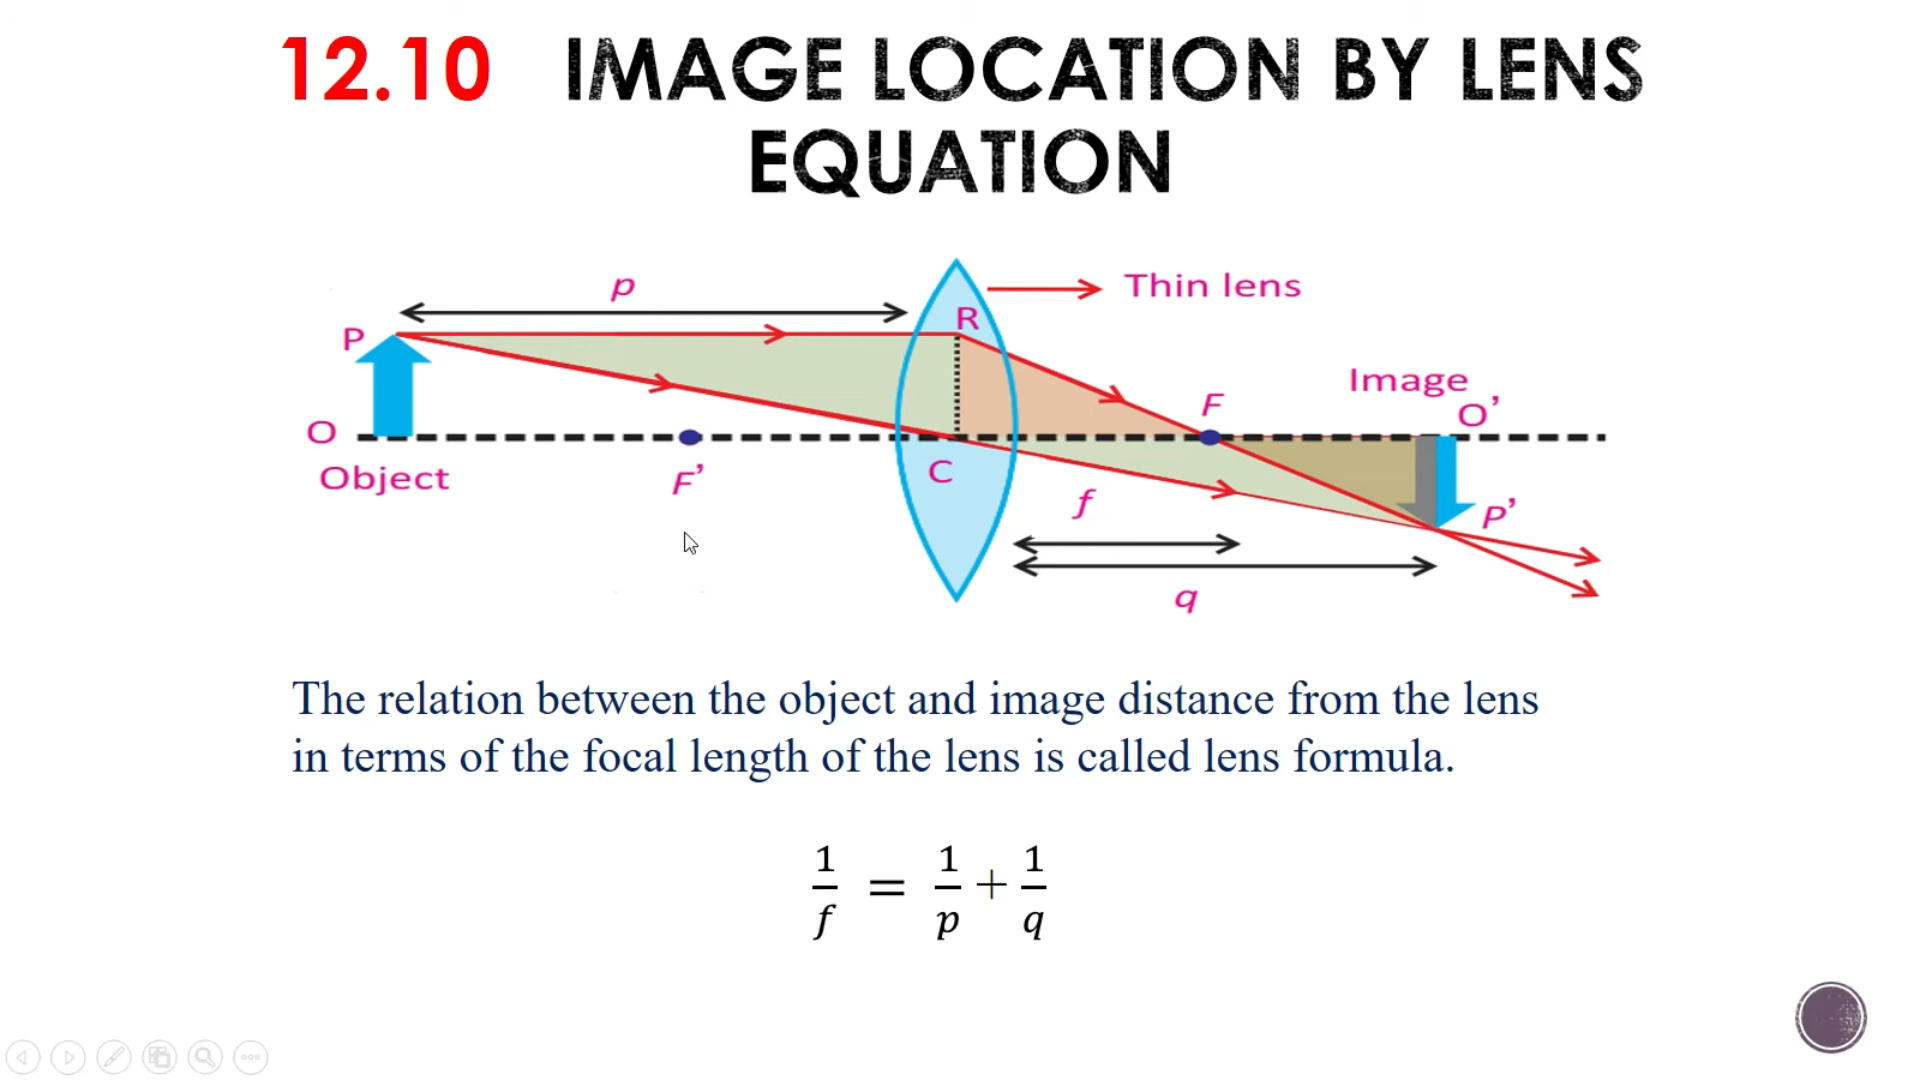 12.10 IMAGE LOCATION BY LENS
EQUATION
p
Thin lens
P
R
Image
F
O’
O
Object
F’
C
f
P’
q
The relation between the object and image distance from the lens
in terms of the focal length of the lens is called lens formula.
1/f = 1/p + 1/q